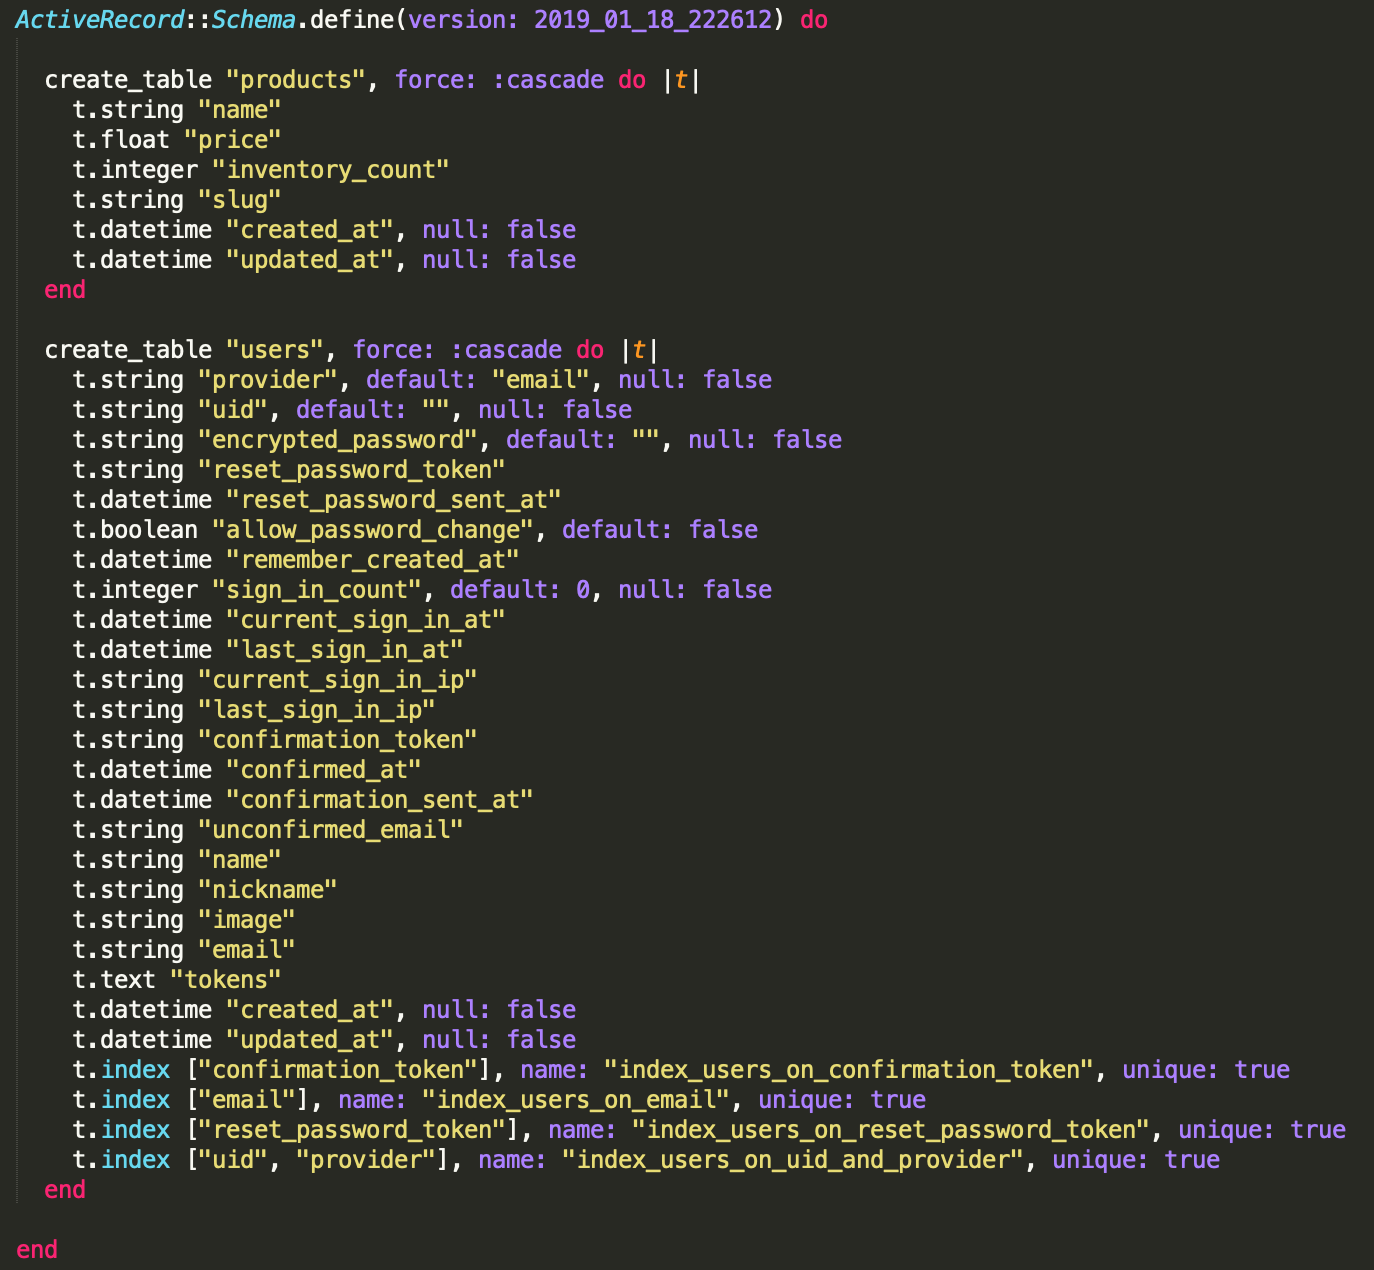 ActiveRecord::Schema.define(version: 2019_01_18_222612) do
create_table "products", force: :cascade do |t|
t.string "name"
t.float "price"
t.integer "inventory_count"
t.string "slug"
t.datetime "created_at", null: false
t.datetime "updated_at", null: false
end
create_table "users", force: :cascade do |t|
t.string "provider", default: "email", null: false
t.string "uid", default: "", null: false
t.string "encrypted_password", default: "", null: false
t.string "reset_password_token"
t.datetime "reset_password_sent_at"
t.boolean "allow_password_change", default: false
t.datetime "remember_created_at"
t.integer "sign_in_count", default: 0, null: false
t.datetime "current_sign_in_at"
t.datetime "last_sign_in_at"
t.string "current_sign_in_ip"
t.string "last_sign_in_ip"
t.string "confirmation_token"
t.datetime "confirmed_at"
t.datetime "confirmation_sent_at"
t.string "unconfirmed_email"
t.string "name"
t.string "nickname"
t.string "image"
t.string "email"
t.text "tokens"
t.datetime "created_at", null: false
t.datetime "updated_at", null: false
t.index ["confirmation_token"], name: "index_users_on_confirmation_token", unique: true
t.index ["email"], name: "index_users_on_email", unique: true
t.index ["reset_password_token"], name: "index_users_on_reset_password_token", unique: true
t.index ["uid", "provider"], name: "index_users_on_uid_and_provider", unique: true
end
end